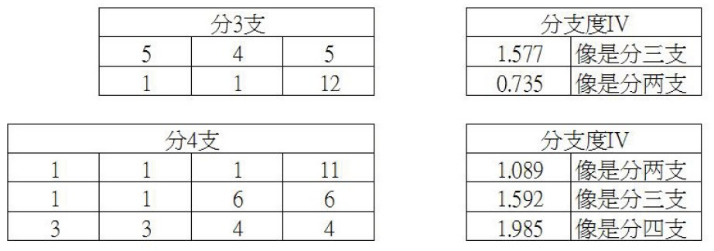 分3支 分支度IV
5 4 5 1.577 像是分三支
1 1 12 0.735 像是分两支
分4支 分支度IV
1 1 1 11 1.089 像是分两支
1 1 6 6 1.592 像是分三支
3 3 4 4 1.985 像是分四支